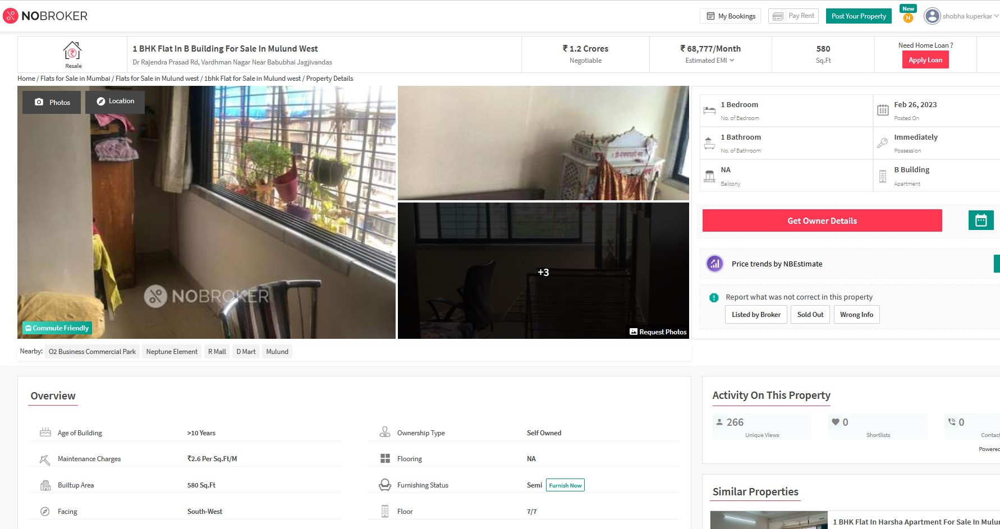 NOBROKER
My Bookings
Pay Rent
Post Your Property
New
N
shobha kuperkar
Resale
1 BHK Flat In B Building For Sale In Mulund West
Dr Rajendra Prasad Rd, Vardhman Nagar Near Babubhai Jagjivandas
₹ 1.2 Crores
Negotiable
₹ 68,777/Month
Estimated EMI
580
Sq.Ft
Need Home Loan ?
Apply Loan
Home / Flats for Sale in Mumbai / Flats for Sale in Mulund west / 1bhk Flat for Sale in Mulund west / Property Details
Photos
Location
NOBROKER
Commute Friendly
+3
Request Photos
1 Bedroom
No. of Bedroom
Feb 26, 2023
Posted On
1 Bathroom
No. of Bathroom
Immediately
Possession
NA
Balcony
B Building
Apartment
Get Owner Details
Price trends by NBEstimate
Report what was not correct in this property
Listed by Broker
Sold Out
Wrong Info
Nearby:
O2 Business Commercial Park
Neptune Element
R Mall
D Mart
Mulund
Overview
Age of Building
>10 Years
Ownership Type
Self Owned
Maintenance Charges
₹2.6 Per Sq.Ft/M
Flooring
NA
Builtup Area
580 Sq.Ft
Furnishing Status
Semi
Furnish Now
Facing
South-West
Floor
7/7
Activity On This Property
266
Unique Views
0
Shortlists
0
Contact
Powered
Similar Properties
1 BHK Flat In Harsha Apartment For Sale In Mulun